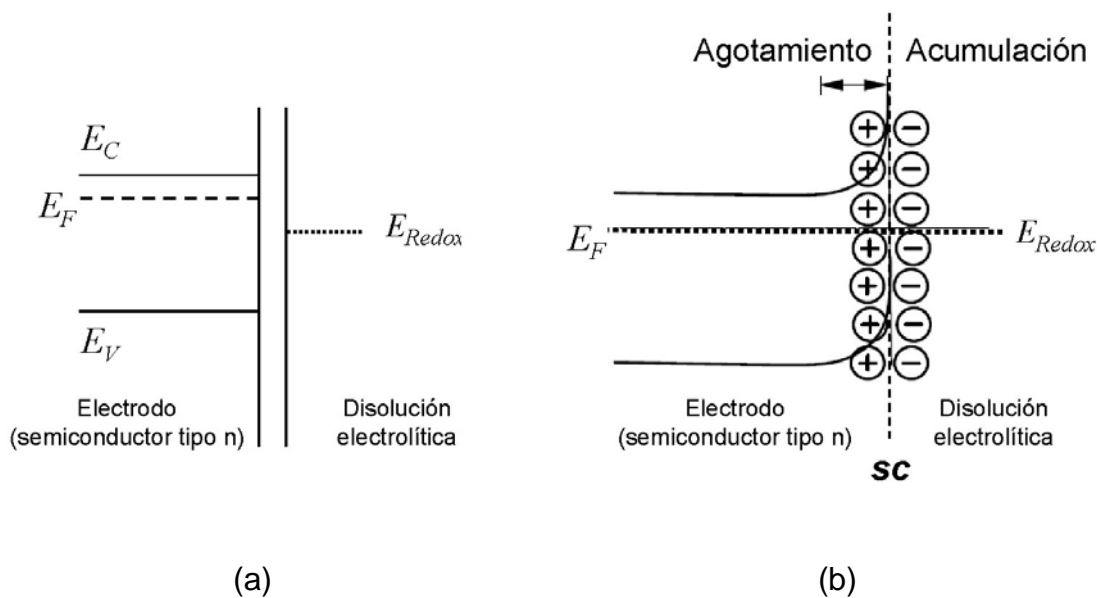 E_C
E_F
E_V
E_Redox
Electrodo
(semiconductor tipo n)
Disolución
electrolítica
(a)
Agotamiento
Acumulación
E_F
+ −
+ −
+ −
+ −
+ −
+ −
+ −
E_Redox
Electrodo
(semiconductor tipo n)
Disolución
electrolítica
sc
(b)